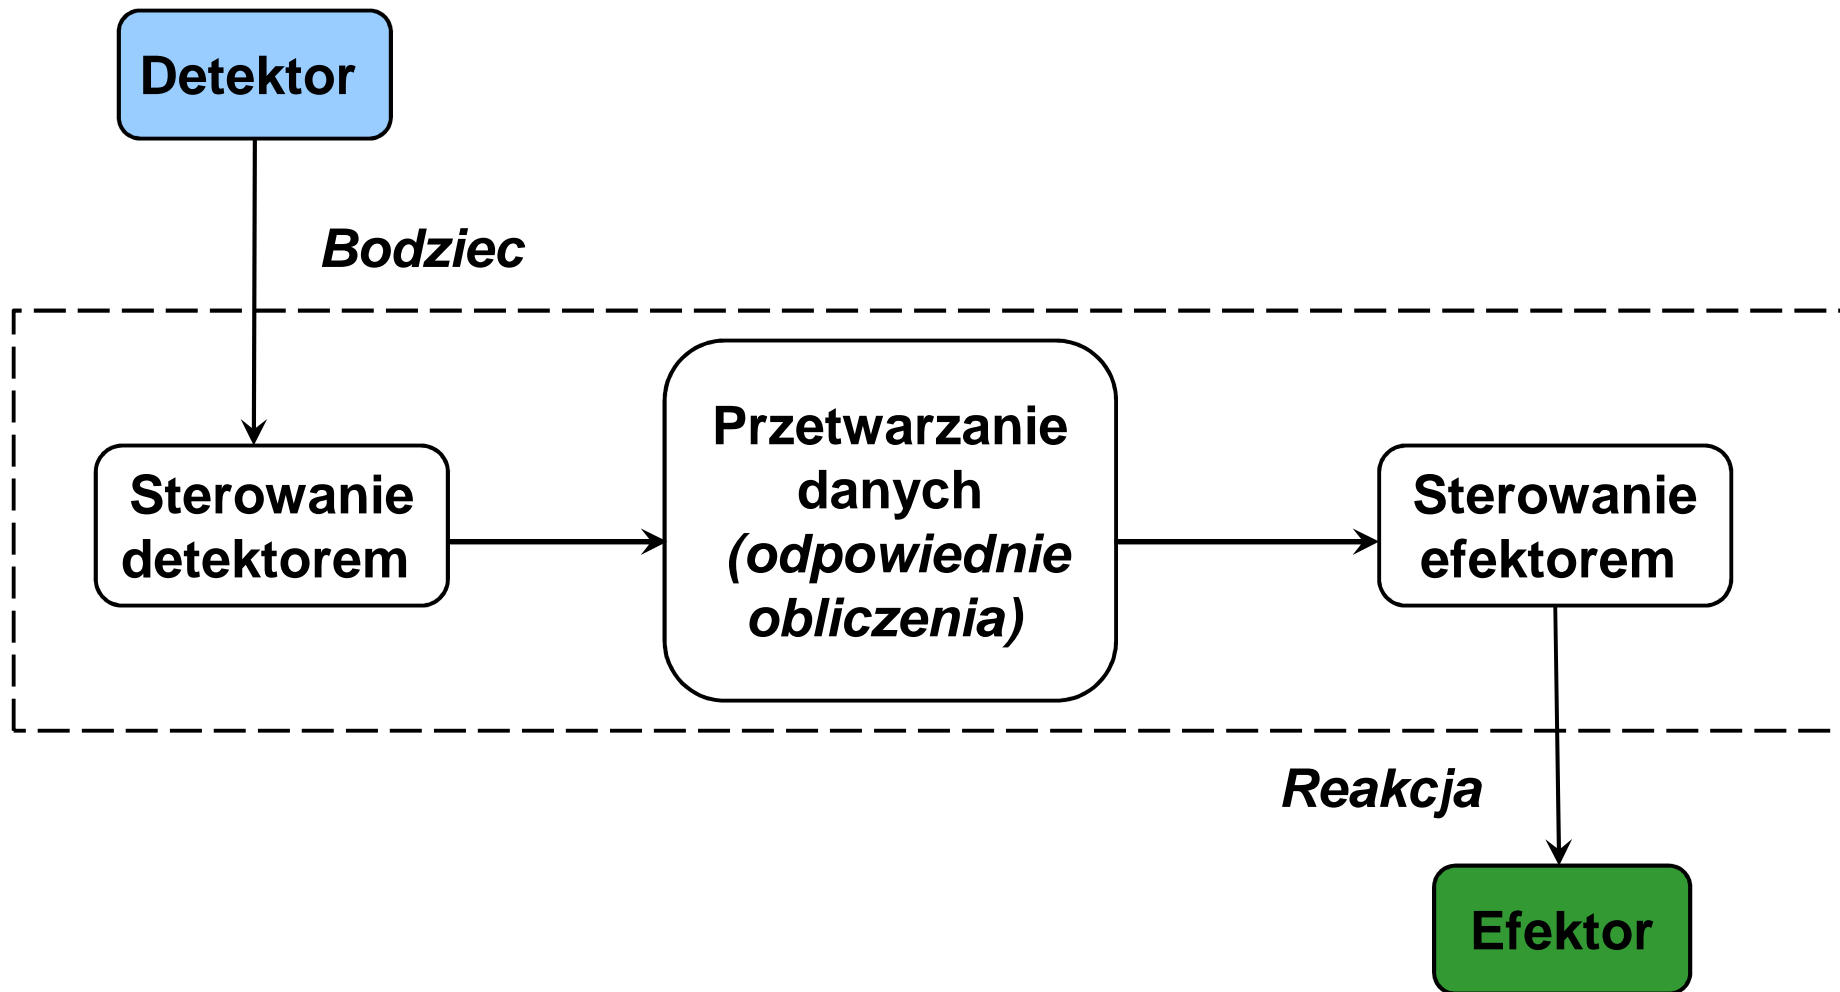 Detektor
Bodziec
Sterowanie
detektorem
Przetwarzanie
danych
(odpowiednie
obliczenia)
Sterowanie
efektorem
Reakcja
Efektor